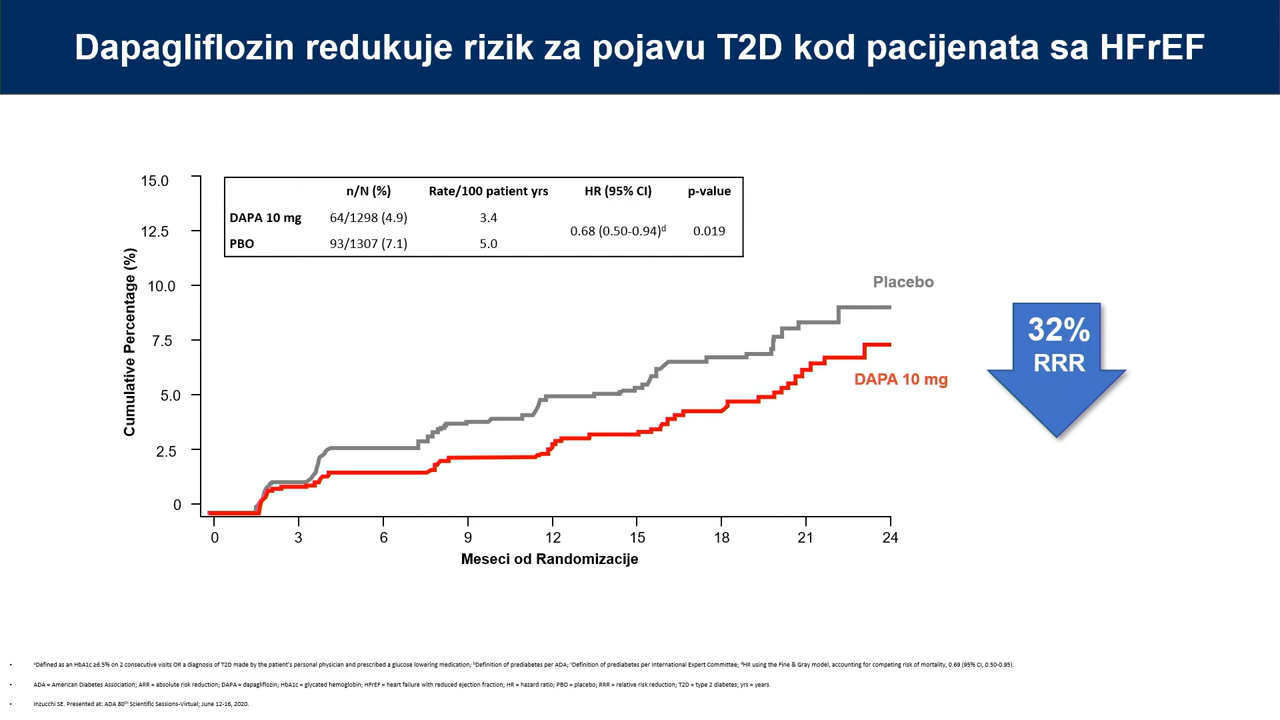 Dapagliflozin redukuje rizik za pojavu T2D kod pacijenata sa HFrEF
n/N (%) Rate/100 patient yrs HR (95% CI) p-value
DAPA 10 mg 64/1298 (4.9) 3.4
0.68 (0.50-0.94)ᵈ 0.019
PBO 93/1307 (7.1) 5.0
Cumulative Percentage (%)
15.0
12.5
10.0
7.5
5.0
2.5
0
Placebo
DAPA 10 mg
32%
RRR
0 3 6 9 12 15 18 21 24
Meseci od Randomizacije
• ᵃDefined as an HbA1c ≥6.5% on 2 consecutive visits OR a diagnosis of T2D made by the patient's personal physician and prescribed a glucose lowering medication; ᵇDefinition of prediabetes per ADA; ᶜDefinition of prediabetes per International Expert Committee; ᵈHR using the Fine & Gray model, accounting for competing risk of mortality, 0.69 (95% CI, 0.50-0.95).
• ADA = American Diabetes Association; ARR = absolute risk reduction; DAPA = dapagliflozin; HbA1c = glycated hemoglobin; HFrEF = heart failure with reduced ejection fraction; HR = hazard ratio; PBO = placebo; RRR = relative risk reduction; T2D = type 2 diabetes; yrs = years.
• Inzucchi SE. Presented at: ADA 80ᵗʰ Scientific Sessions-Virtual; June 12-16, 2020.